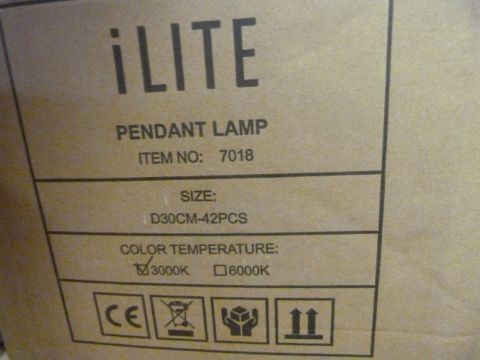 iLITE
PENDANT LAMP
ITEM NO: 7018
SIZE:
D30CM-42PCS
COLOR TEMPERATURE:
☑3000K ☐6000K
CE